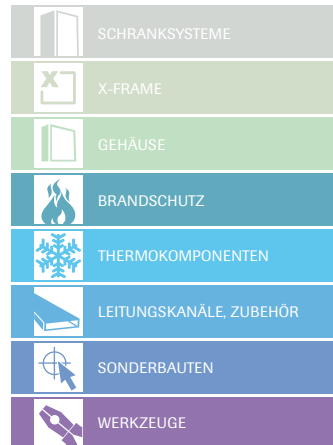 SCHRANKSYSTEME
X-FRAME
GEHÄUSE
BRANDSCHUTZ
THERMOKOMPONENTEN
LEITUNGSKANÄLE, ZUBEHÖR
SONDERBAUTEN
WERKZEUGE